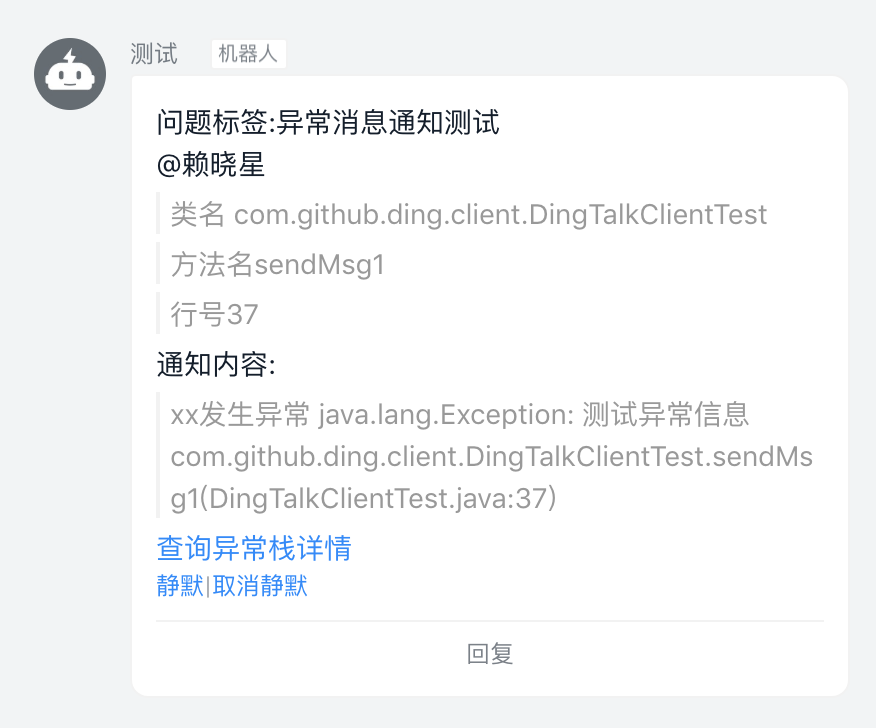 测试 机器人
问题标签:异常消息通知测试
@赖晓星
类名 com.github.ding.client.DingTalkClientTest
方法名sendMsg1
行号37
通知内容:
xx发生异常 java.lang.Exception: 测试异常信息
com.github.ding.client.DingTalkClientTest.sendMs
g1(DingTalkClientTest.java:37)
查询异常栈详情
静默|取消静默
回复